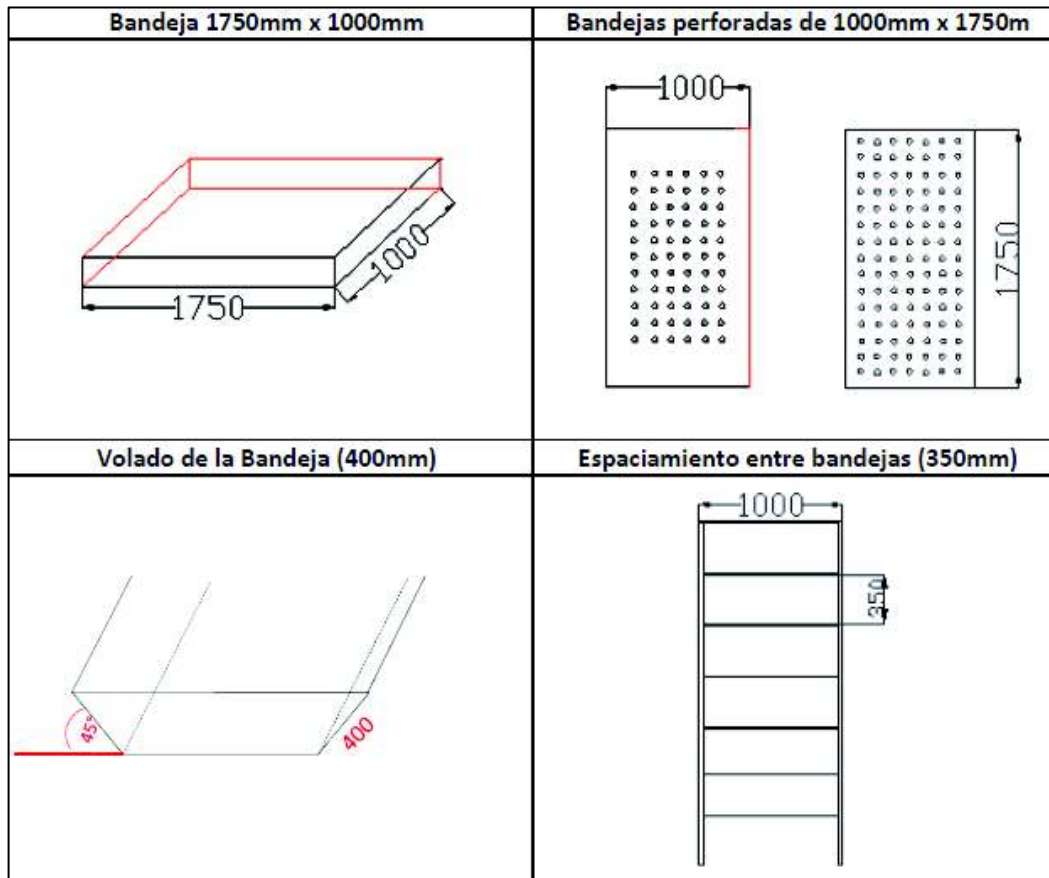 Bandeja 1750mm x 1000mm
Bandejas perforadas de 1000mm x 1750m
1750
1000
1000
1750
Volado de la Bandeja (400mm)
Espaciamiento entre bandejas (350mm)
45°
400
1000
350